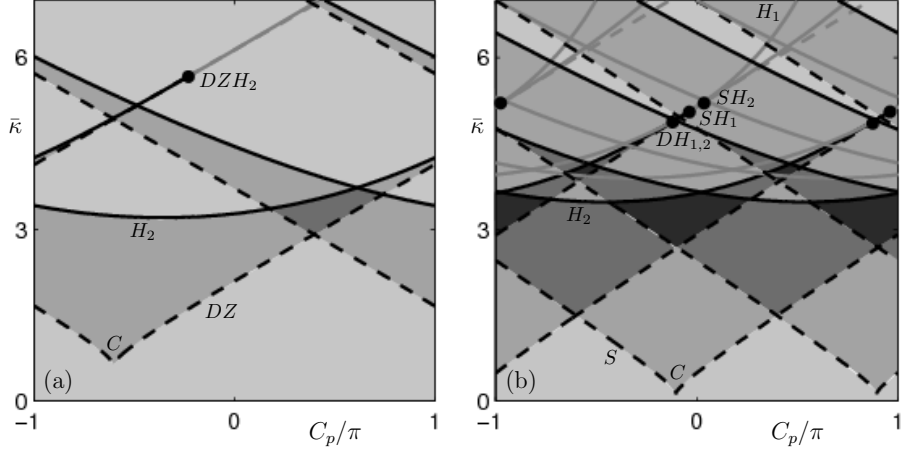 6
κ̄
3
0
−1
0
1
C_p/π
(a)
DZH₂
H₂
DZ
C
6
κ̄
3
0
−1
0
1
C_p/π
(b)
H₁
SH₂
SH₁
DH₁,₂
H₂
S
C